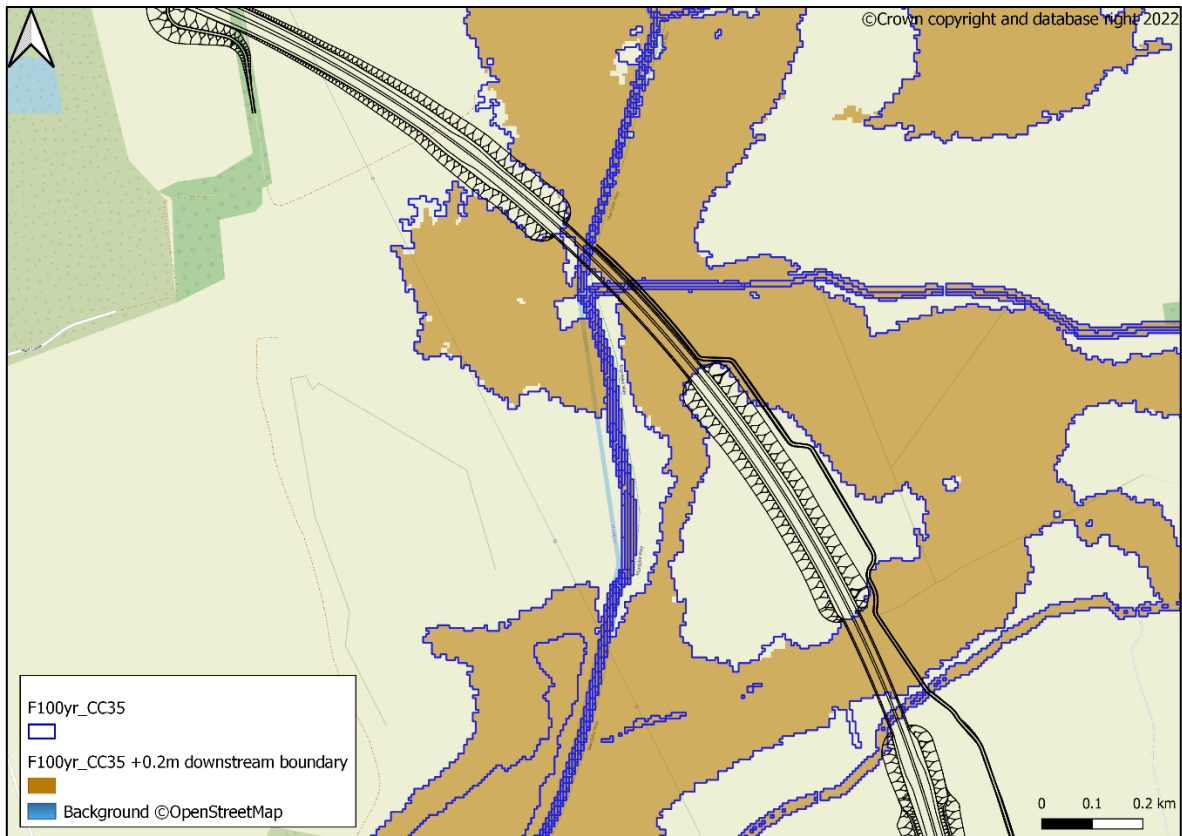 ©Crown copyright and database right 2022
F100yr_CC35
F100yr_CC35 +0.2m downstream boundary
Background ©OpenStreetMap
0 0.1 0.2 km